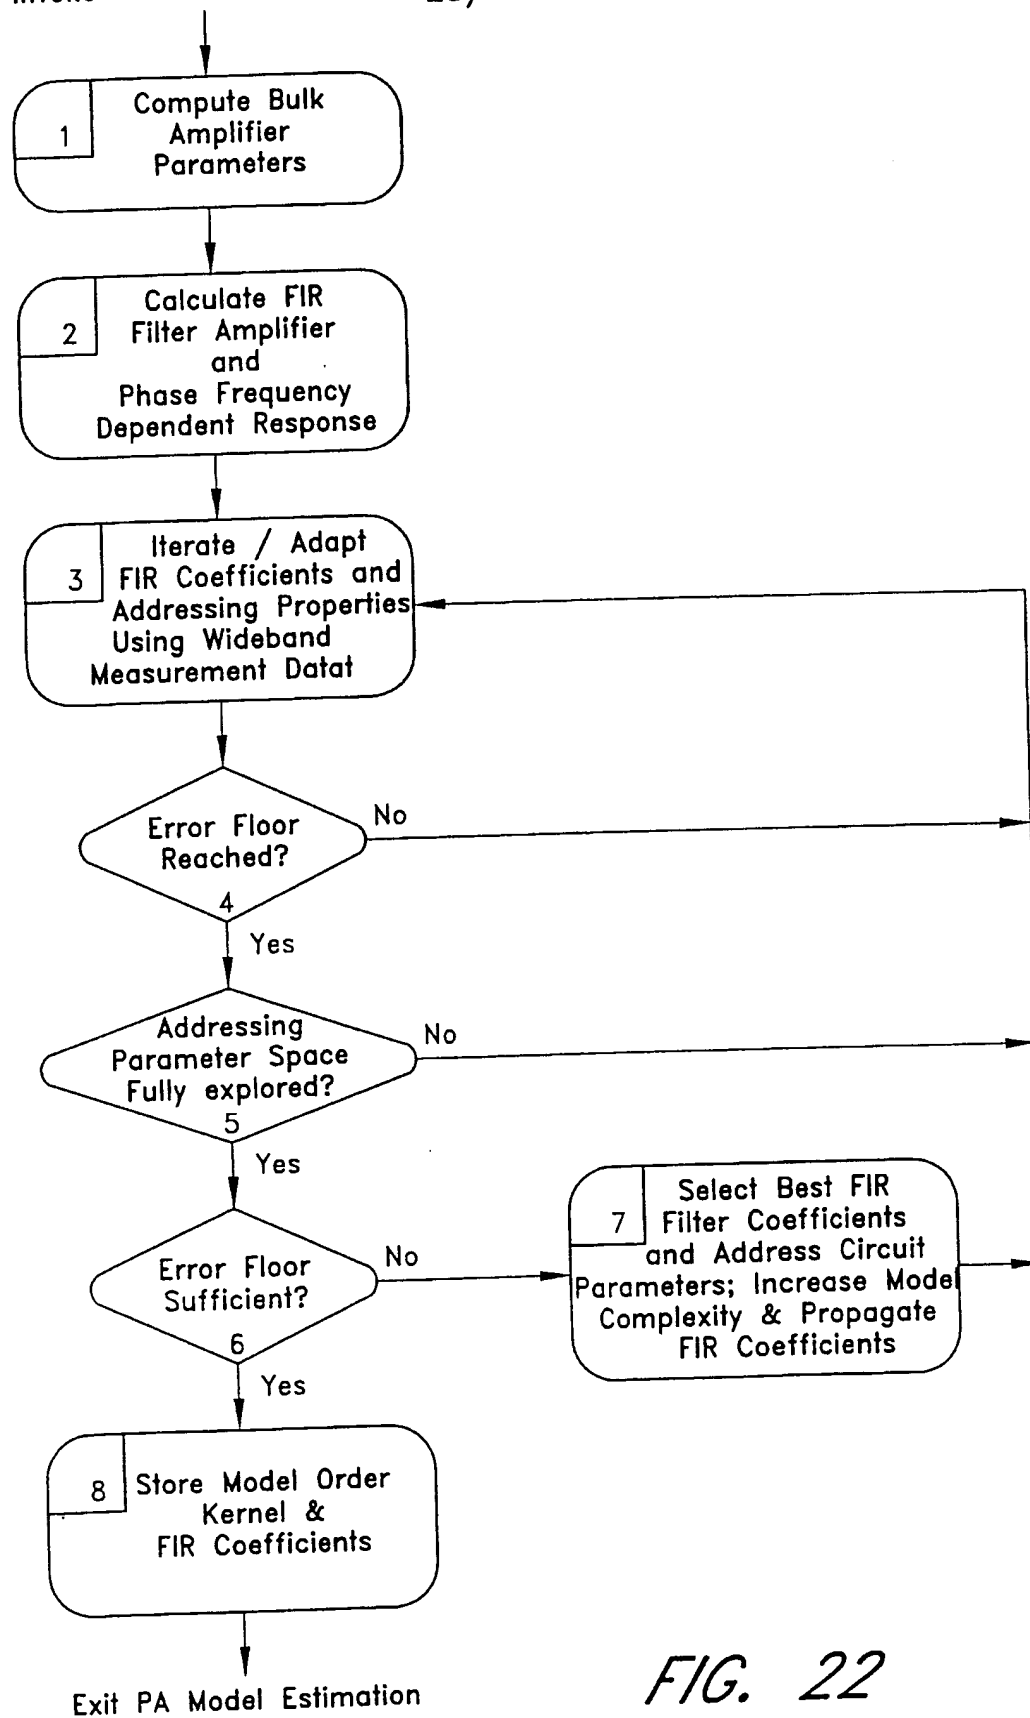 1
Compute Bulk
Amplifier
Parameters
2
Calculate FIR
Filter Amplifier
and
Phase Frequency
Dependent Response
3
Iterate / Adapt
FIR Coefficients and
Addressing Properties
Using Wideband
Measurement Datat
Error Floor
Reached?
4
No
Yes
Addressing
Parameter Space
Fully explored?
5
No
Yes
Error Floor
Sufficient?
6
No
Yes
7
Select Best FIR
Filter Coefficients
and Address Circuit
Parameters; Increase Model
Complexity & Propagate
FIR Coefficients
8
Store Model Order
Kernel &
FIR Coefficients
Exit PA Model Estimation
FIG. 22